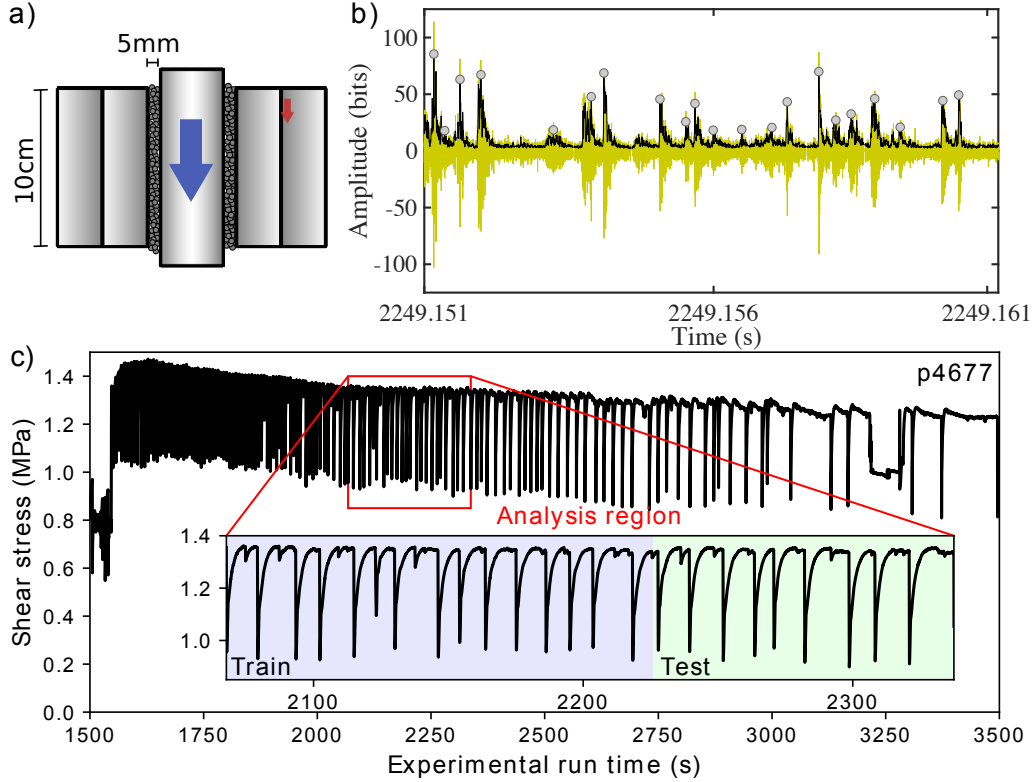 a)
5mm
10cm
b)
Amplitude (bits)
100
50
0
-50
-100
2249.151
2249.156
2249.161
Time (s)
c)
p4677
Shear stress (MPa)
1.4
1.2
1.0
0.8
0.6
0.4
0.2
0.0
Analysis region
1.4
1.2
1.0
Train
Test
2100
2200
2300
1500
1750
2000
2250
2500
2750
3000
3250
3500
Experimental run time (s)